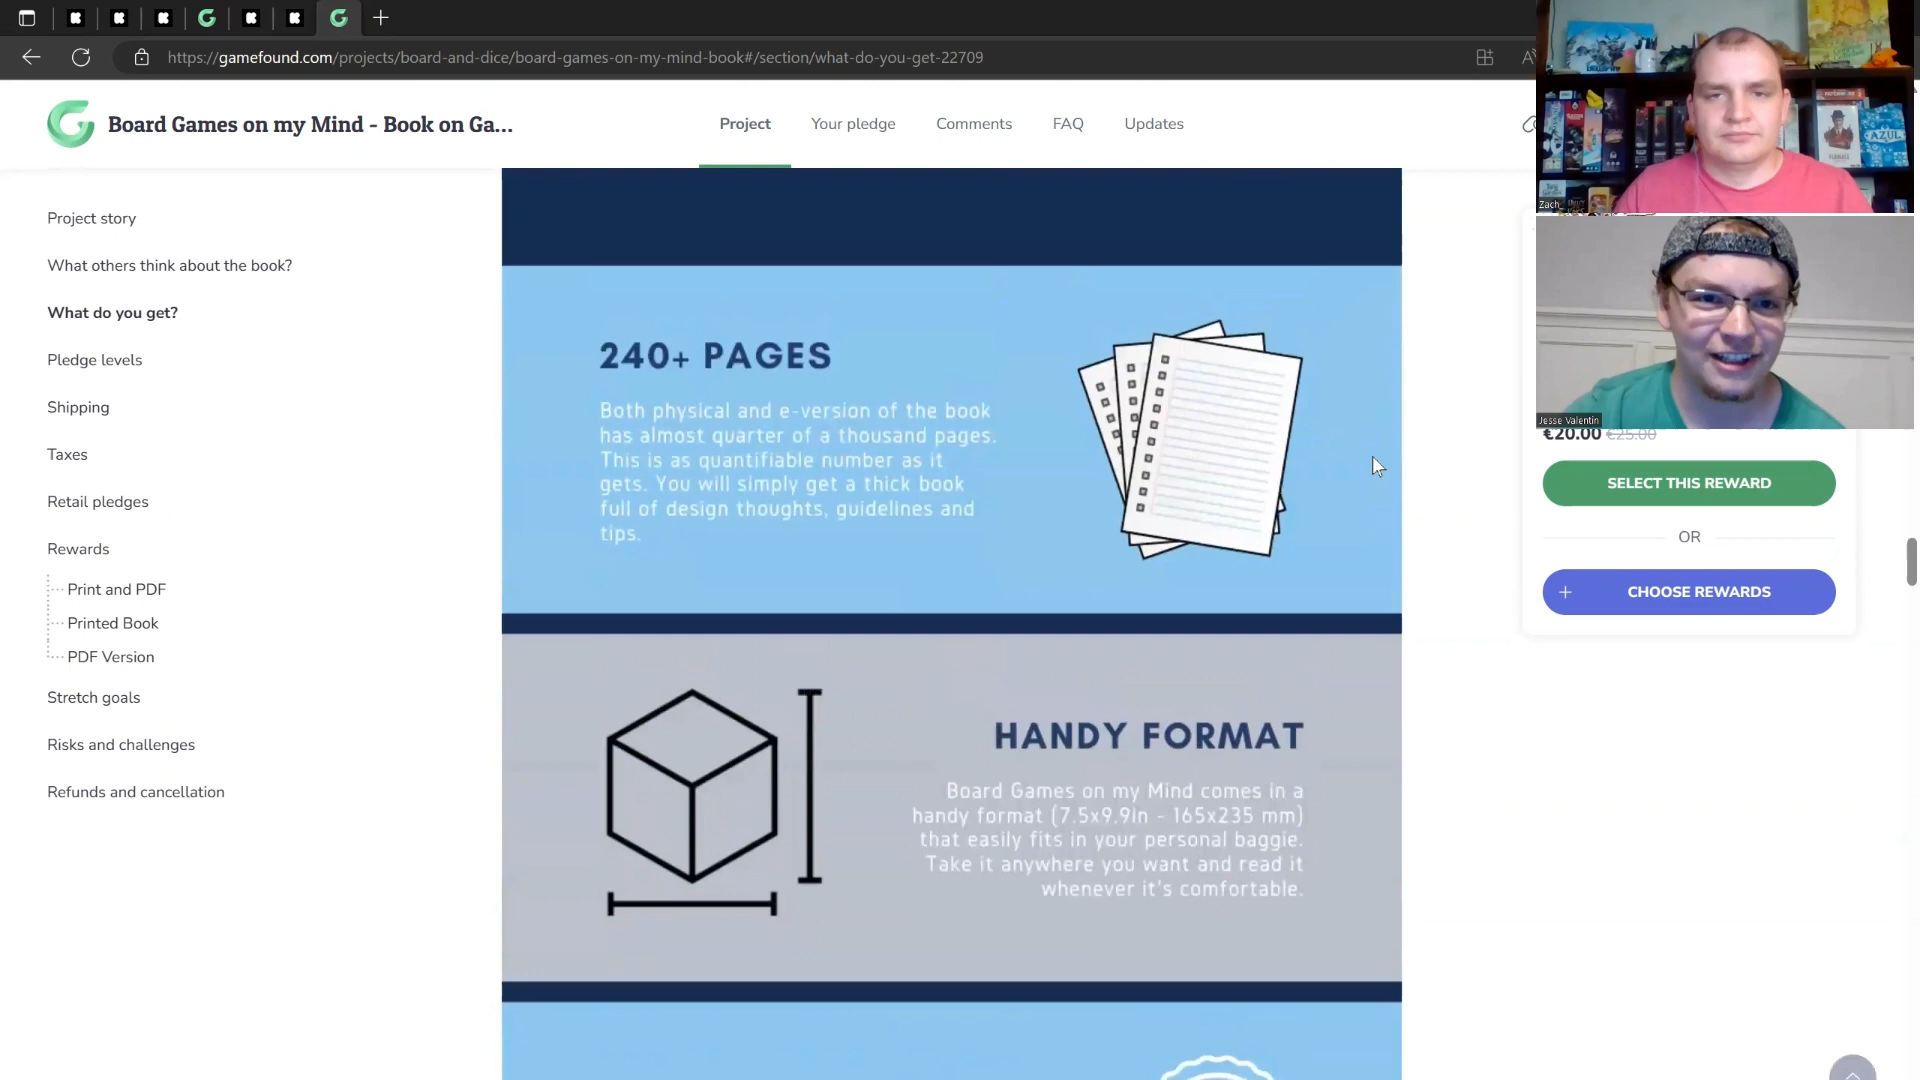 https://gamefound.com/projects/board-and-dice/board-games-on-my-mind-book#/section/what-do-you-get-22709
Board Games on my Mind - Book on Ga...
Project
Your pledge
Comments
FAQ
Updates
Project story
What others think about the book?
What do you get?
Pledge levels
Shipping
Taxes
Retail pledges
Rewards
Print and PDF
Printed Book
PDF Version
Stretch goals
Risks and challenges
Refunds and cancellation
240+ PAGES
Both physical and e-version of the book
has almost quarter of a thousand pages.
This is as quantifiable number as it
gets. You will simply get a thick book
full of design thoughts, guidelines and
tips.
HANDY FORMAT
Board Games on my Mind comes in a
handy format (7.5x9.9in - 165x235 mm)
that easily fits in your personal baggie.
Take it anywhere you want and read it
whenever it's comfortable.
AZUL
Zach_
Jesse Valentin
€20.00 €25.00
SELECT THIS REWARD
OR
+ CHOOSE REWARDS